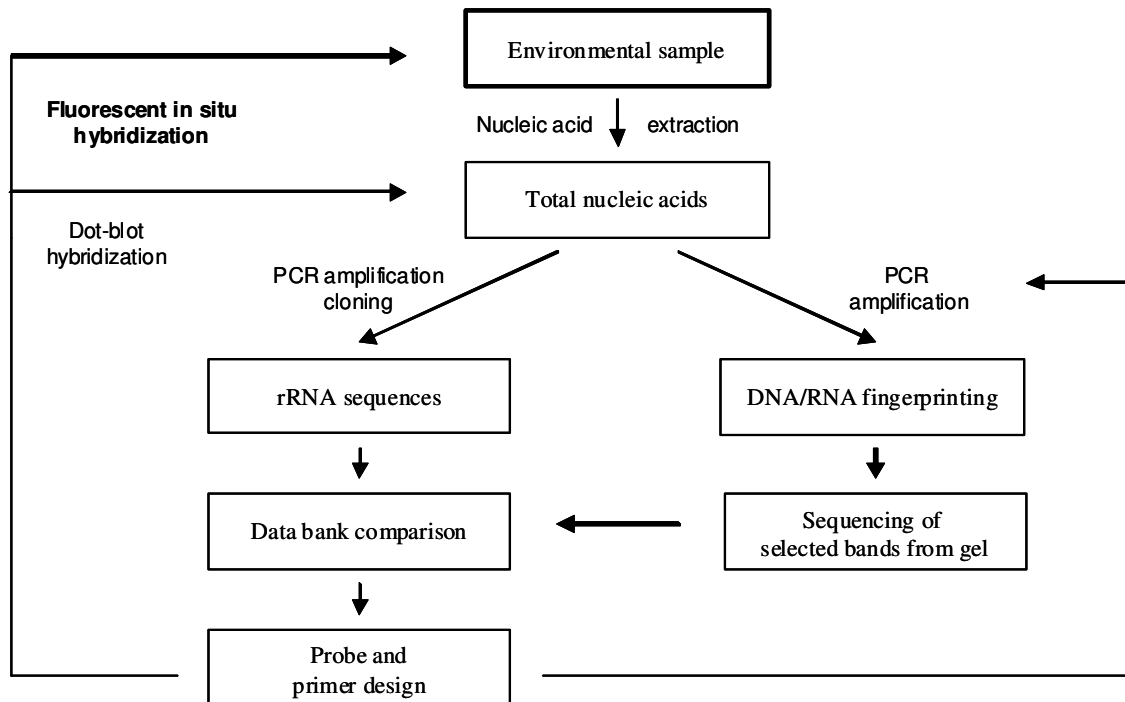 Environmental sample
Fluorescent in situ
hybridization
Nucleic acid extraction
Total nucleic acids
Dot-blot
hybridization
PCR amplification
cloning
PCR
amplification
rRNA sequences
DNA/RNA fingerprinting
Data bank comparison
Sequencing of
selected bands from gel
Probe and
primer design